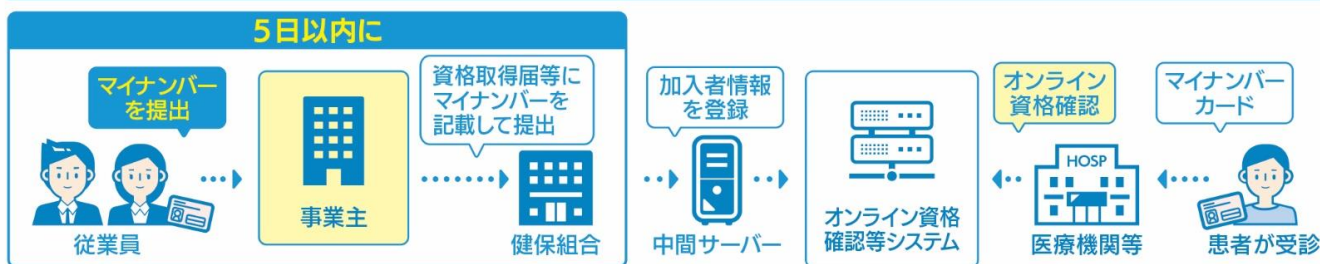 5日以内に
マイナンバー
を提出
従業員
事業主
資格取得届等に
マイナンバーを
記載して提出
健保組合
加入者情報
を登録
中間サーバー
オンライン資格
確認等システム
オンライン
資格確認
HOSP
医療機関等
マイナンバー
カード
患者が受診